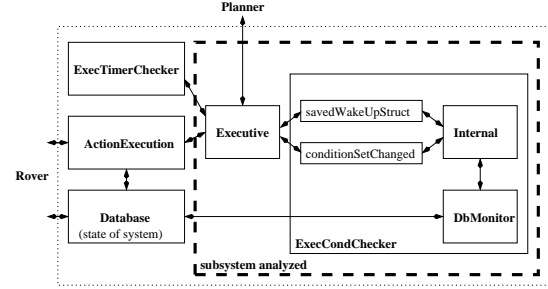 Planner
ExecTimerChecker
savedWakeUpStruct
Executive
Internal
ActionExecution
conditionSetChanged
Rover
Database
(state of system)
DbMonitor
ExecCondChecker
subsystem analyzed